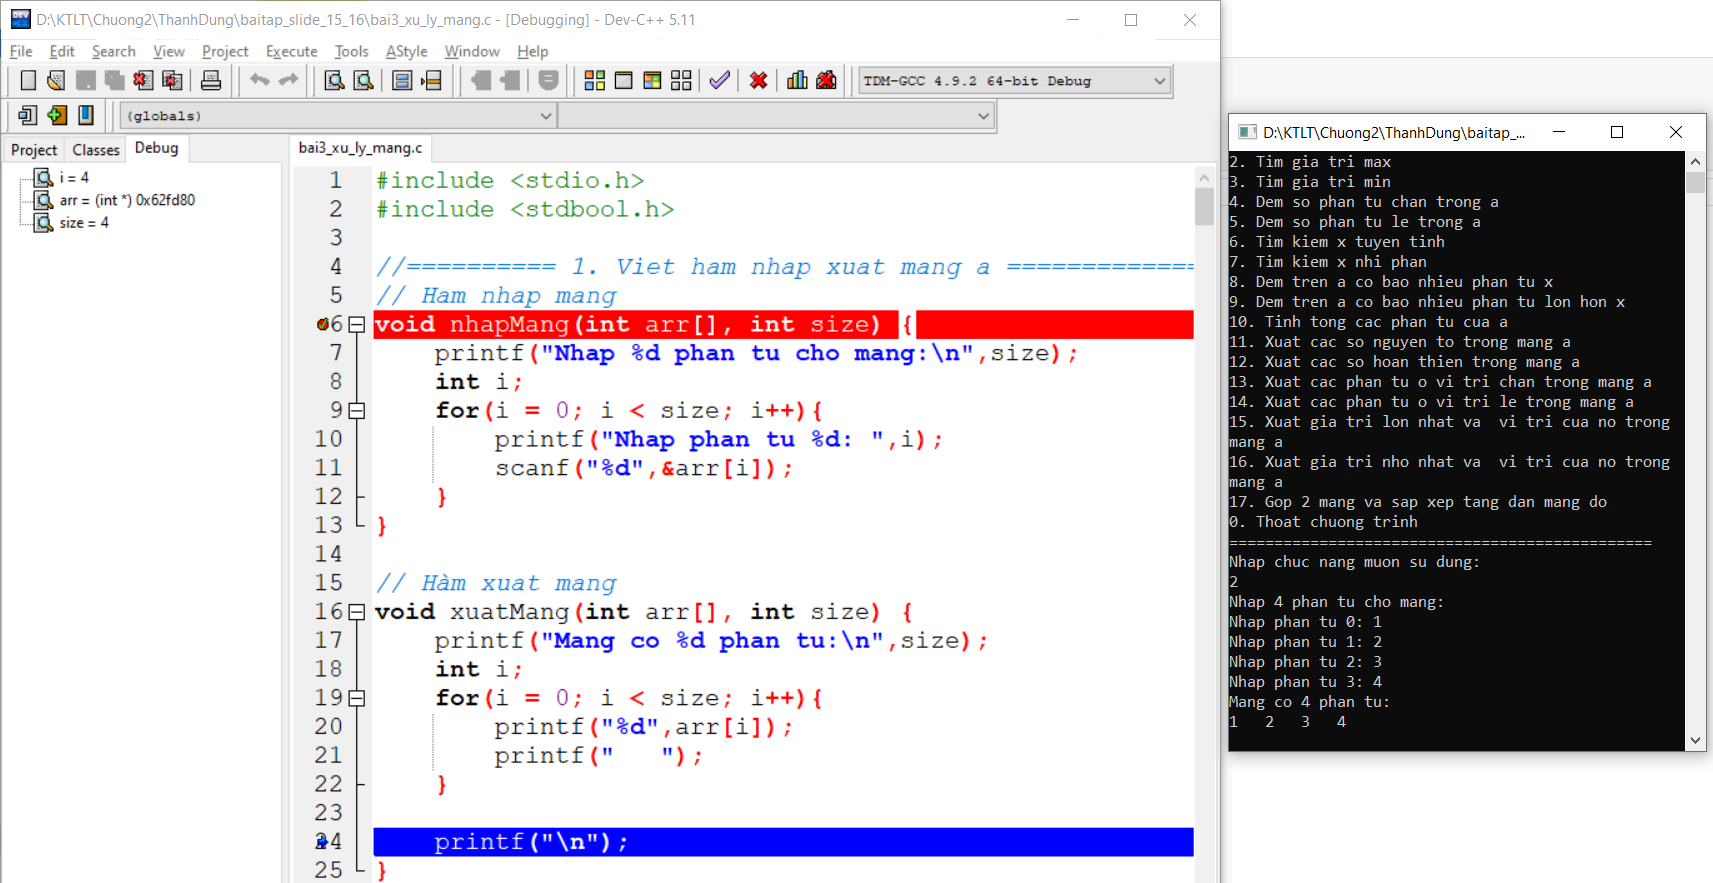 D:\KTLT\Chuong2\ThanhDung\baitap_slide_15_16\bai3_xu_ly_mang.c - [Debugging] - Dev-C++ 5.11
File Edit Search View Project Execute Tools AStyle Window Help
TDM-GCC 4.9.2 64-bit Debug
(globals)
Project Classes Debug
i = 4
arr = (int *) 0x62fd80
size = 4
bai3_xu_ly_mang.c
1 #include <stdio.h>
2 #include <stdbool.h>
3
4 //========== 1. Viet ham nhap xuat mang a =============
5 // Ham nhap mang
6 void nhapMang(int arr[], int size) {
7 printf("Nhap %d phan tu cho mang:\n",size);
8 int i;
9 for(i = 0; i < size; i++){
10 printf("Nhap phan tu %d: ",i);
11 scanf("%d",&arr[i]);
12 }
13 }
14
15 // Hàm xuat mang
16 void xuatMang(int arr[], int size) {
17 printf("Mang co %d phan tu:\n",size);
18 int i;
19 for(i = 0; i < size; i++){
20 printf("%d",arr[i]);
21 printf("   ");
22 }
23
24 printf("\n");
25 }
D:\KTLT\Chuong2\ThanhDung\baitap_...
2. Tim gia tri max
3. Tim gia tri min
4. Dem so phan tu chan trong a
5. Dem so phan tu le trong a
6. Tim kiem x tuyen tinh
7. Tim kiem x nhi phan
8. Dem tren a co bao nhieu phan tu x
9. Dem tren a co bao nhieu phan tu lon hon x
10. Tinh tong cac phan tu cua a
11. Xuat cac so nguyen to trong mang a
12. Xuat cac so hoan thien trong mang a
13. Xuat cac phan tu o vi tri chan trong mang a
14. Xuat cac phan tu o vi tri le trong mang a
15. Xuat gia tri lon nhat va  vi tri cua no trong
mang a
16. Xuat gia tri nho nhat va  vi tri cua no trong
mang a
17. Gop 2 mang va sap xep tang dan mang do
0. Thoat chuong trinh
===============================================
Nhap chuc nang muon su dung:
2
Nhap 4 phan tu cho mang:
Nhap phan tu 0: 1
Nhap phan tu 1: 2
Nhap phan tu 2: 3
Nhap phan tu 3: 4
Mang co 4 phan tu:
1   2   3   4